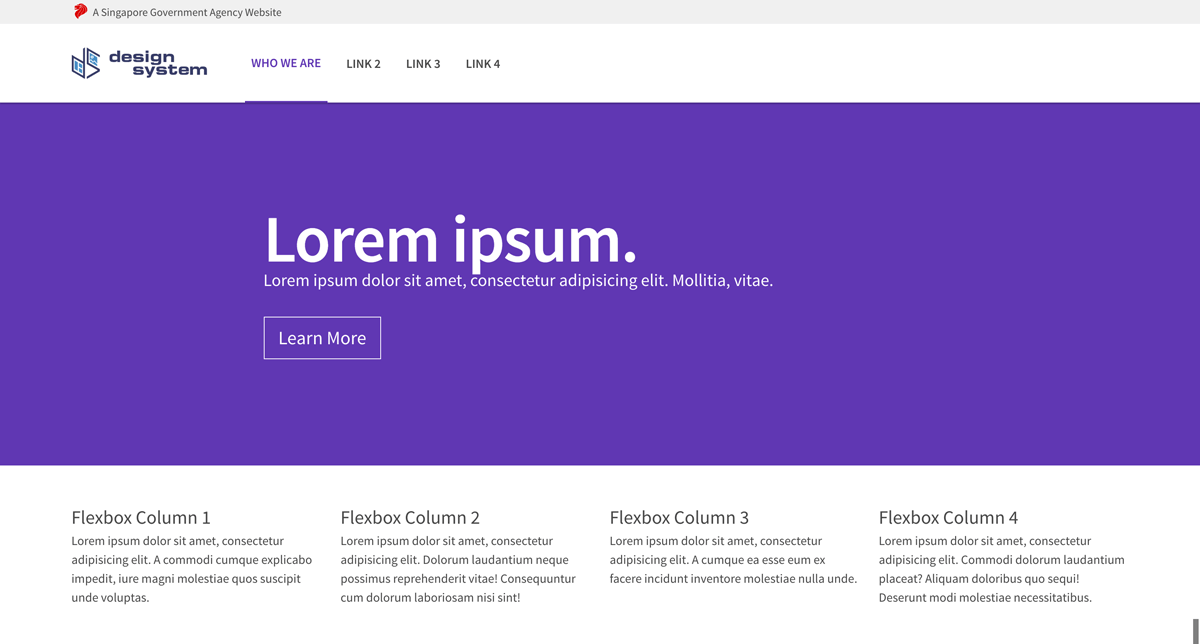 A Singapore Government Agency Website
design
system
WHO WE ARE
LINK 2
LINK 3
LINK 4
Lorem ipsum.
Lorem ipsum dolor sit amet, consectetur adipisicing elit. Mollitia, vitae.
Learn More
Flexbox Column 1
Lorem ipsum dolor sit amet, consectetur
adipisicing elit. A commodi cumque explicabo
impedit, iure magni molestiae quos suscipit
unde voluptas.
Flexbox Column 2
Lorem ipsum dolor sit amet, consectetur
adipisicing elit. Dolorum laudantium neque
possimus reprehenderit vitae! Consequuntur
cum dolorum laboriosam nisi sint!
Flexbox Column 3
Lorem ipsum dolor sit amet, consectetur
adipisicing elit. A cumque ea esse eum ex
facere incidunt inventore molestiae nulla unde.
Flexbox Column 4
Lorem ipsum dolor sit amet, consectetur
adipisicing elit. Commodi dolorum laudantium
placeat? Aliquam doloribus quo sequi!
Deserunt modi molestiae necessitatibus.